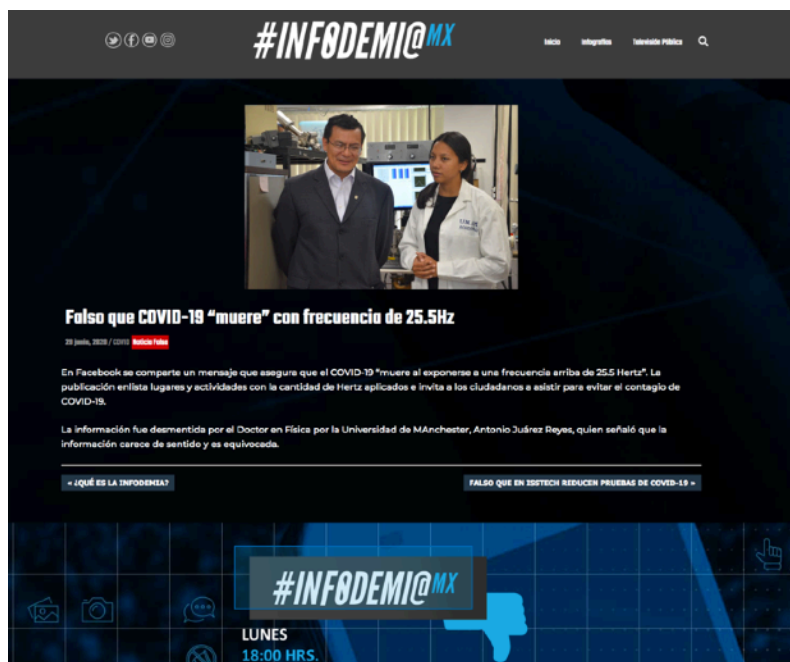 #INFØDEMI@MX
Inicio Infografías Televisión Pública
Falso que COVID-19 “muere” con frecuencia de 25.5Hz
29 junio, 2020 / COVID Noticia Falsa
En Facebook se comparte un mensaje que asegura que el COVID-19 “muere al exponerse a una frecuencia arriba de 25.5 Hertz”. La
publicación enlista lugares y actividades con la cantidad de Hertz aplicados e invita a los ciudadanos a asistir para evitar el contagio de
COVID-19.
La información fue desmentida por el Doctor en Física por la Universidad de MAnchester, Antonio Juárez Reyes, quien señaló que la
información carece de sentido y es equivocada.
« ¿QUÉ ES LA INFODEMIA?
FALSO QUE EN ISSTECH REDUCEN PRUEBAS DE COVID-19 »
#INFØDEMI@MX
LUNES
18:00 HRS.